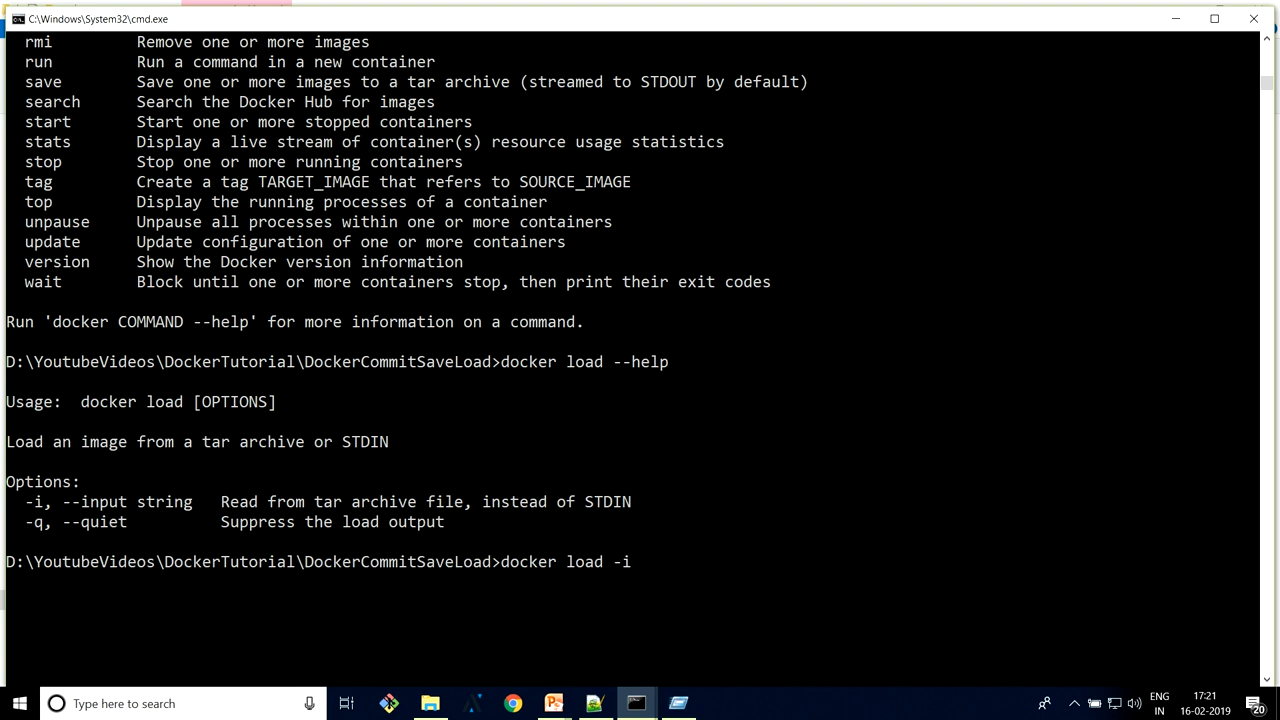 C:\Windows\System32\cmd.exe
rmi Remove one or more images
run Run a command in a new container
save Save one or more images to a tar archive (streamed to STDOUT by default)
search Search the Docker Hub for images
start Start one or more stopped containers
stats Display a live stream of container(s) resource usage statistics
stop Stop one or more running containers
tag Create a tag TARGET_IMAGE that refers to SOURCE_IMAGE
top Display the running processes of a container
unpause Unpause all processes within one or more containers
update Update configuration of one or more containers
version Show the Docker version information
wait Block until one or more containers stop, then print their exit codes
Run 'docker COMMAND --help' for more information on a command.
D:\YoutubeVideos\DockerTutorial\DockerCommitSaveLoad>docker load --help
Usage: docker load [OPTIONS]
Load an image from a tar archive or STDIN
Options:
-i, --input string Read from tar archive file, instead of STDIN
-q, --quiet Suppress the load output
D:\YoutubeVideos\DockerTutorial\DockerCommitSaveLoad>docker load -i
Type here to search
ENG
IN
17:21
16-02-2019
20